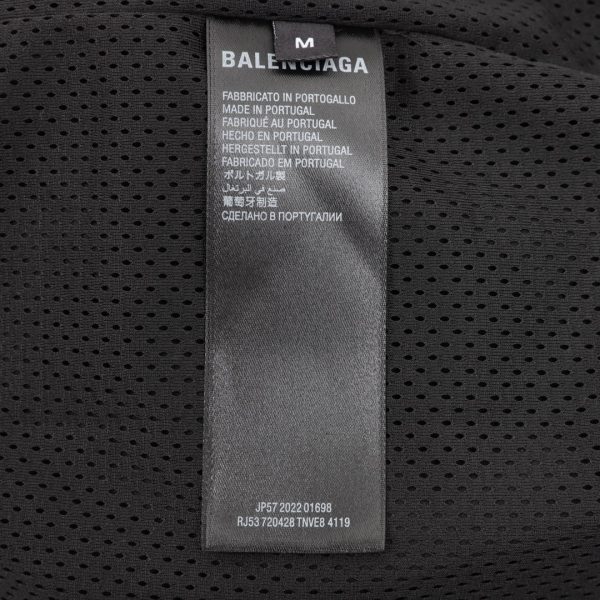 M
BALENCIAGA
FABBRICATO IN PORTOGALLO
MADE IN PORTUGAL
FABRIQUÉ AU PORTUGAL
HECHO EN PORTUGAL
HERGESTELLT IN PORTUGAL
FABRICADO EM PORTUGAL
ポルトガル製
صنع في البرتغال
葡萄牙制造
СДЕЛАНО В ПОРТУГАЛИИ
JP57 2022 01698
RJ53 720428 TNVE8 4119